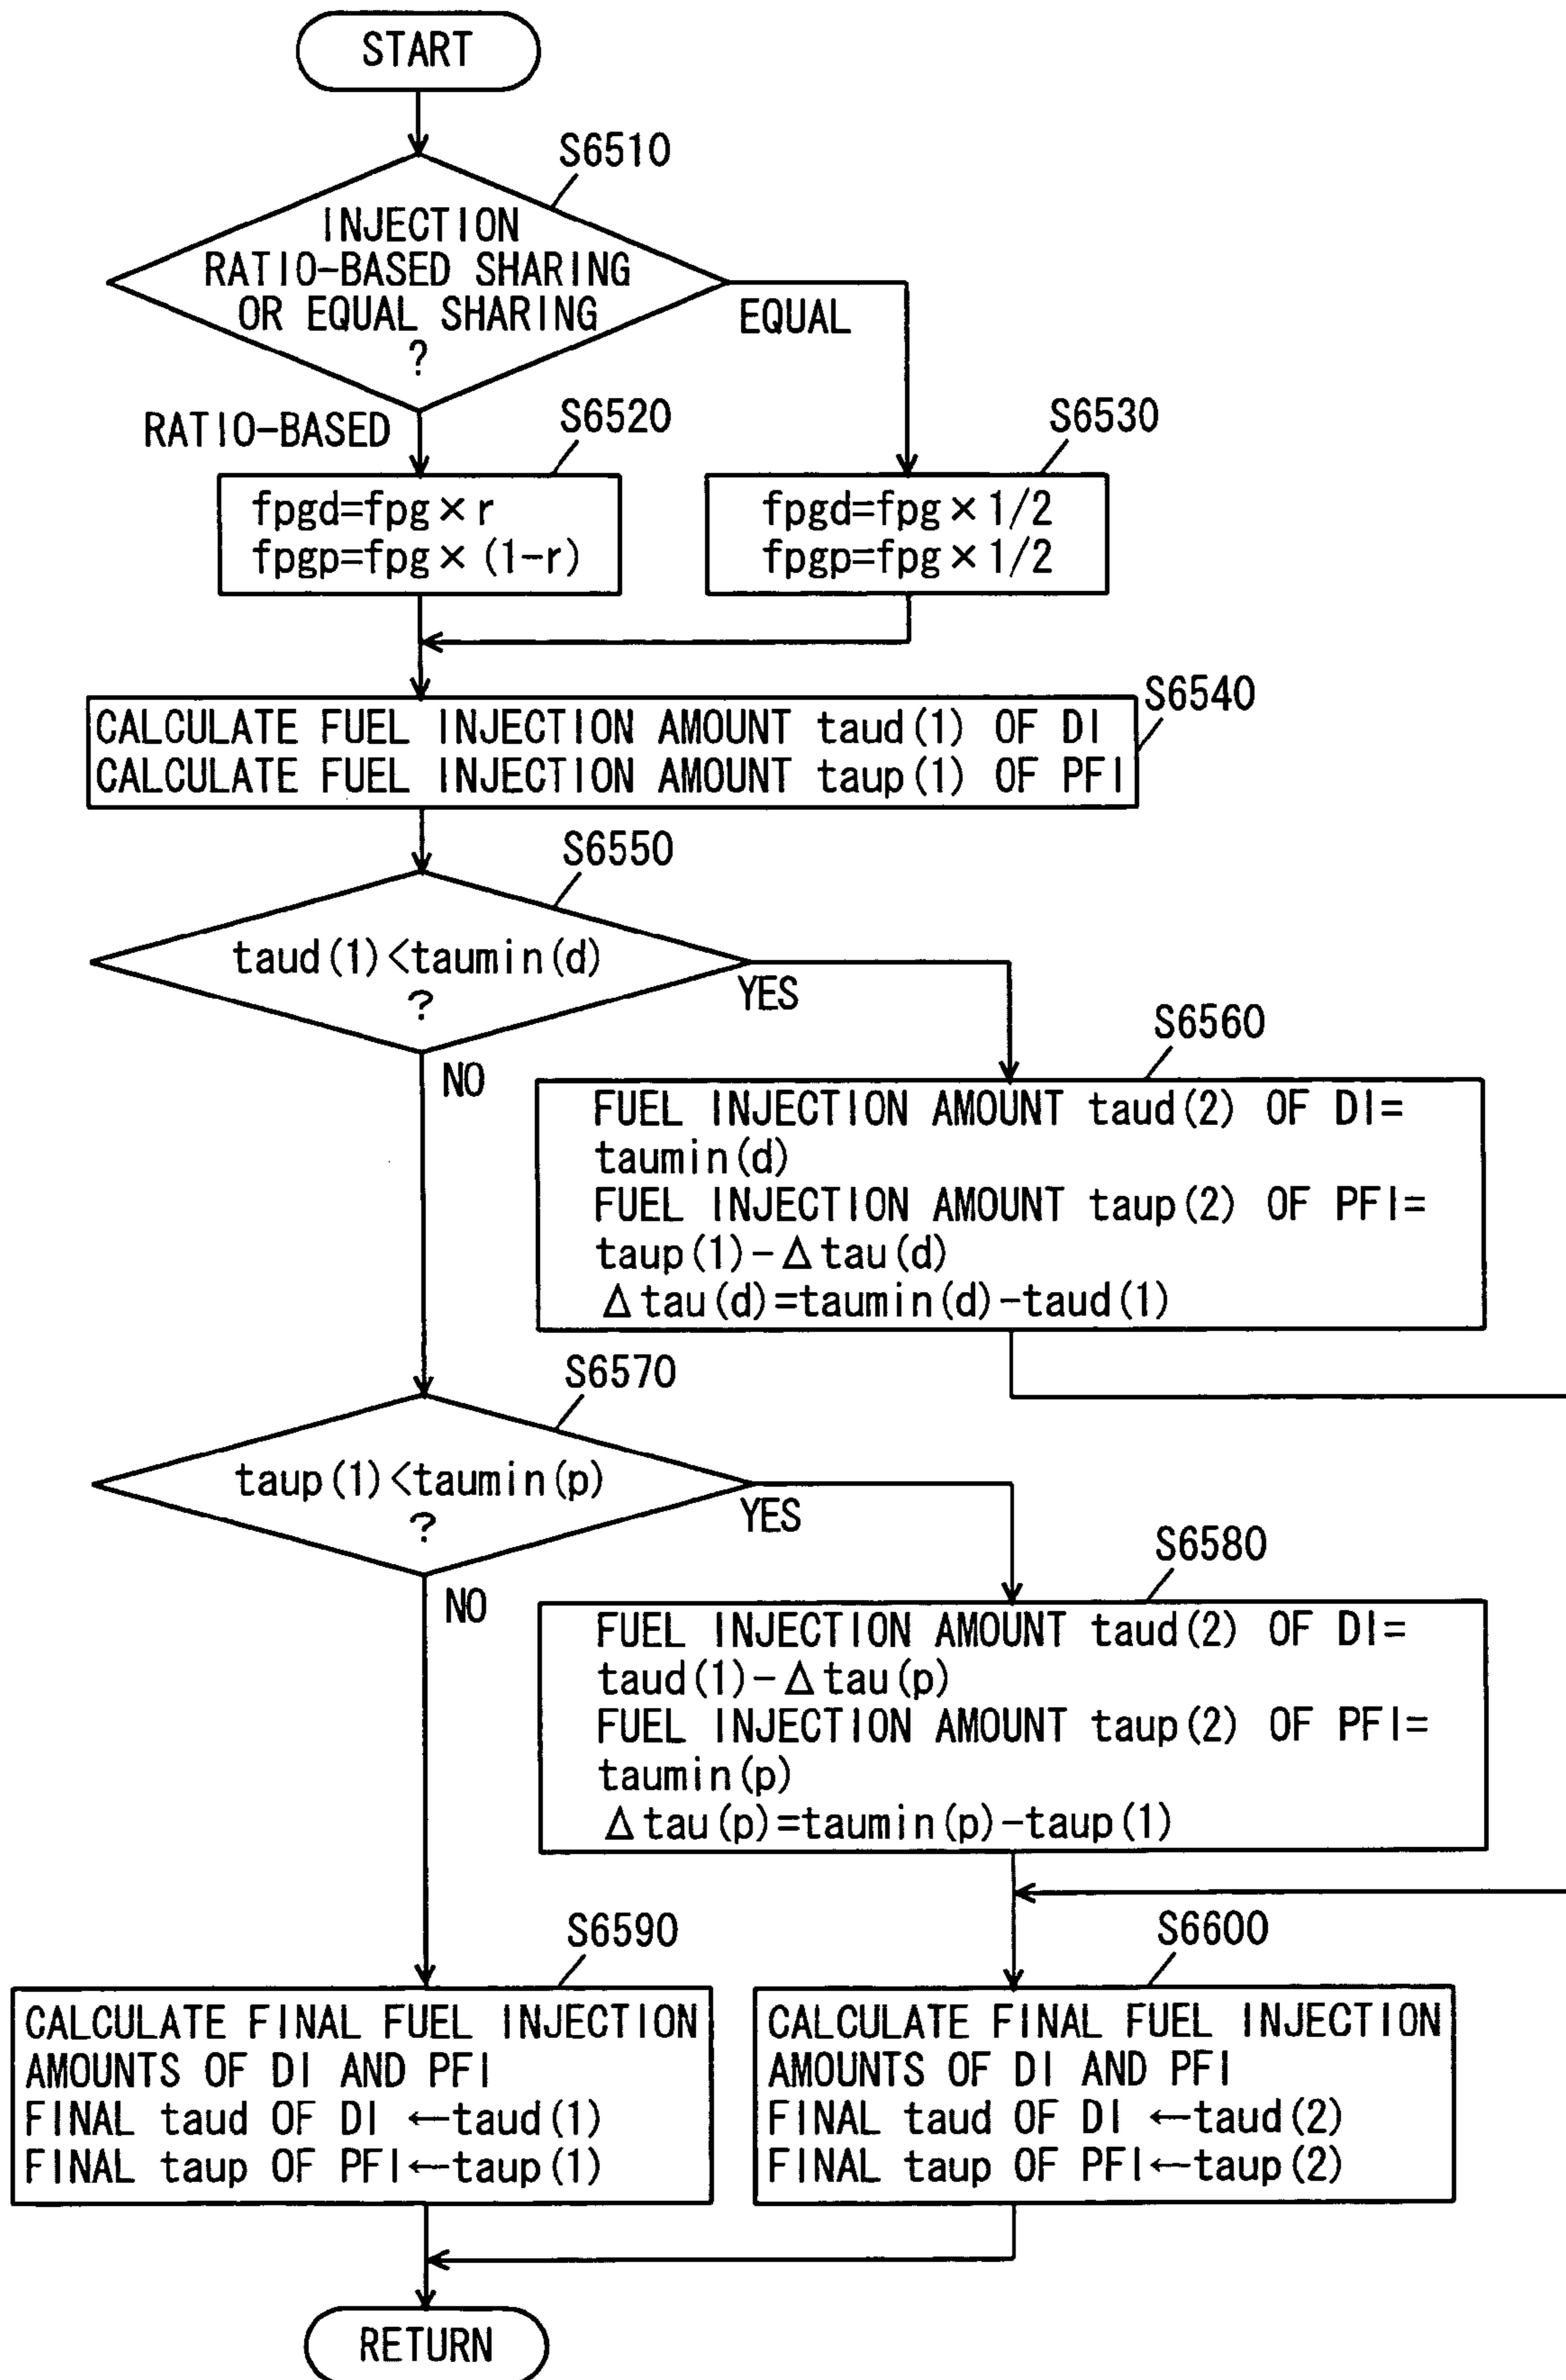 START
S6510
INJECTION
RATIO-BASED SHARING
OR EQUAL SHARING
?
EQUAL
RATIO-BASED
S6520
fpgd=fpg×r
fpgp=fpg×(1-r)
S6530
fpgd=fpg×1/2
fpgp=fpg×1/2
S6540
CALCULATE FUEL INJECTION AMOUNT taud(1) OF DI
CALCULATE FUEL INJECTION AMOUNT taup(1) OF PFI
S6550
taud(1)<taumin(d)
?
YES
NO
S6560
FUEL INJECTION AMOUNT taud(2) OF DI=
taumin(d)
FUEL INJECTION AMOUNT taup(2) OF PFI=
taup(1)-Δtau(d)
Δtau(d)=taumin(d)-taud(1)
S6570
taup(1)<taumin(p)
?
YES
NO
S6580
FUEL INJECTION AMOUNT taud(2) OF DI=
taud(1)-Δtau(p)
FUEL INJECTION AMOUNT taup(2) OF PFI=
taumin(p)
Δtau(p)=taumin(p)-taup(1)
S6590
CALCULATE FINAL FUEL INJECTION
AMOUNTS OF DI AND PFI
FINAL taud OF DI ←taud(1)
FINAL taup OF PFI←taup(1)
S6600
CALCULATE FINAL FUEL INJECTION
AMOUNTS OF DI AND PFI
FINAL taud OF DI ←taud(2)
FINAL taup OF PFI←taup(2)
RETURN